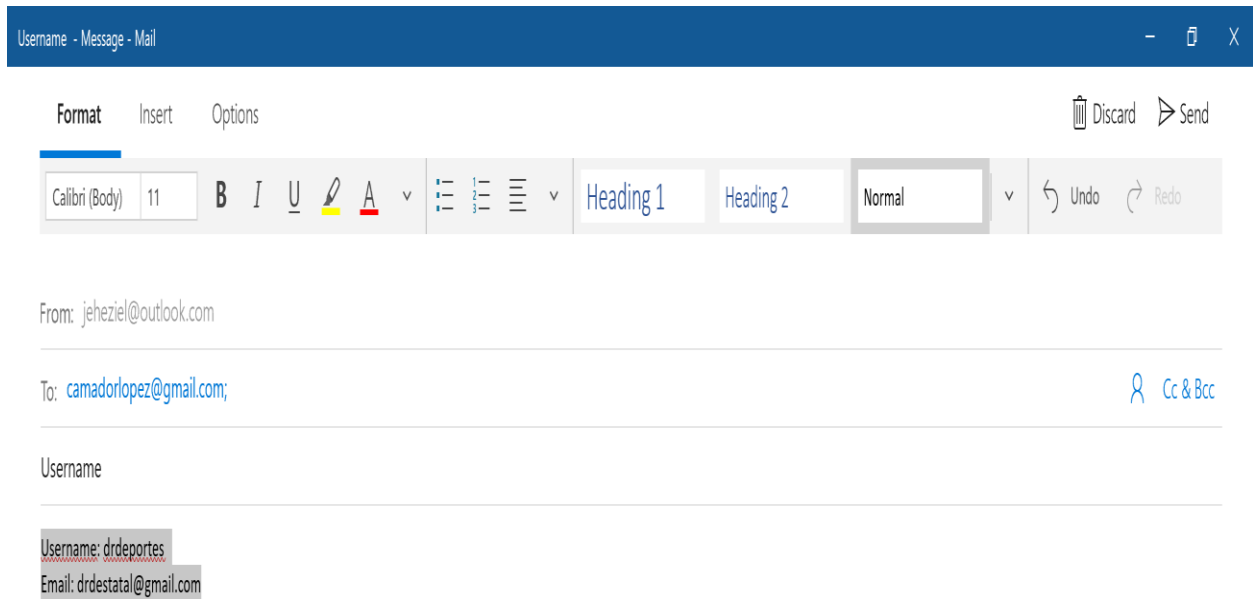 Username - Message - Mail
Format Insert Options Discard Send
Calibri (Body) 11 B I U A Heading 1 Heading 2 Normal Undo Redo
From: jeheziel@outlook.com
To: camadorlopez@gmail.com; Cc & Bcc
Username
Username: drdeportes
Email: drdestatal@gmail.com